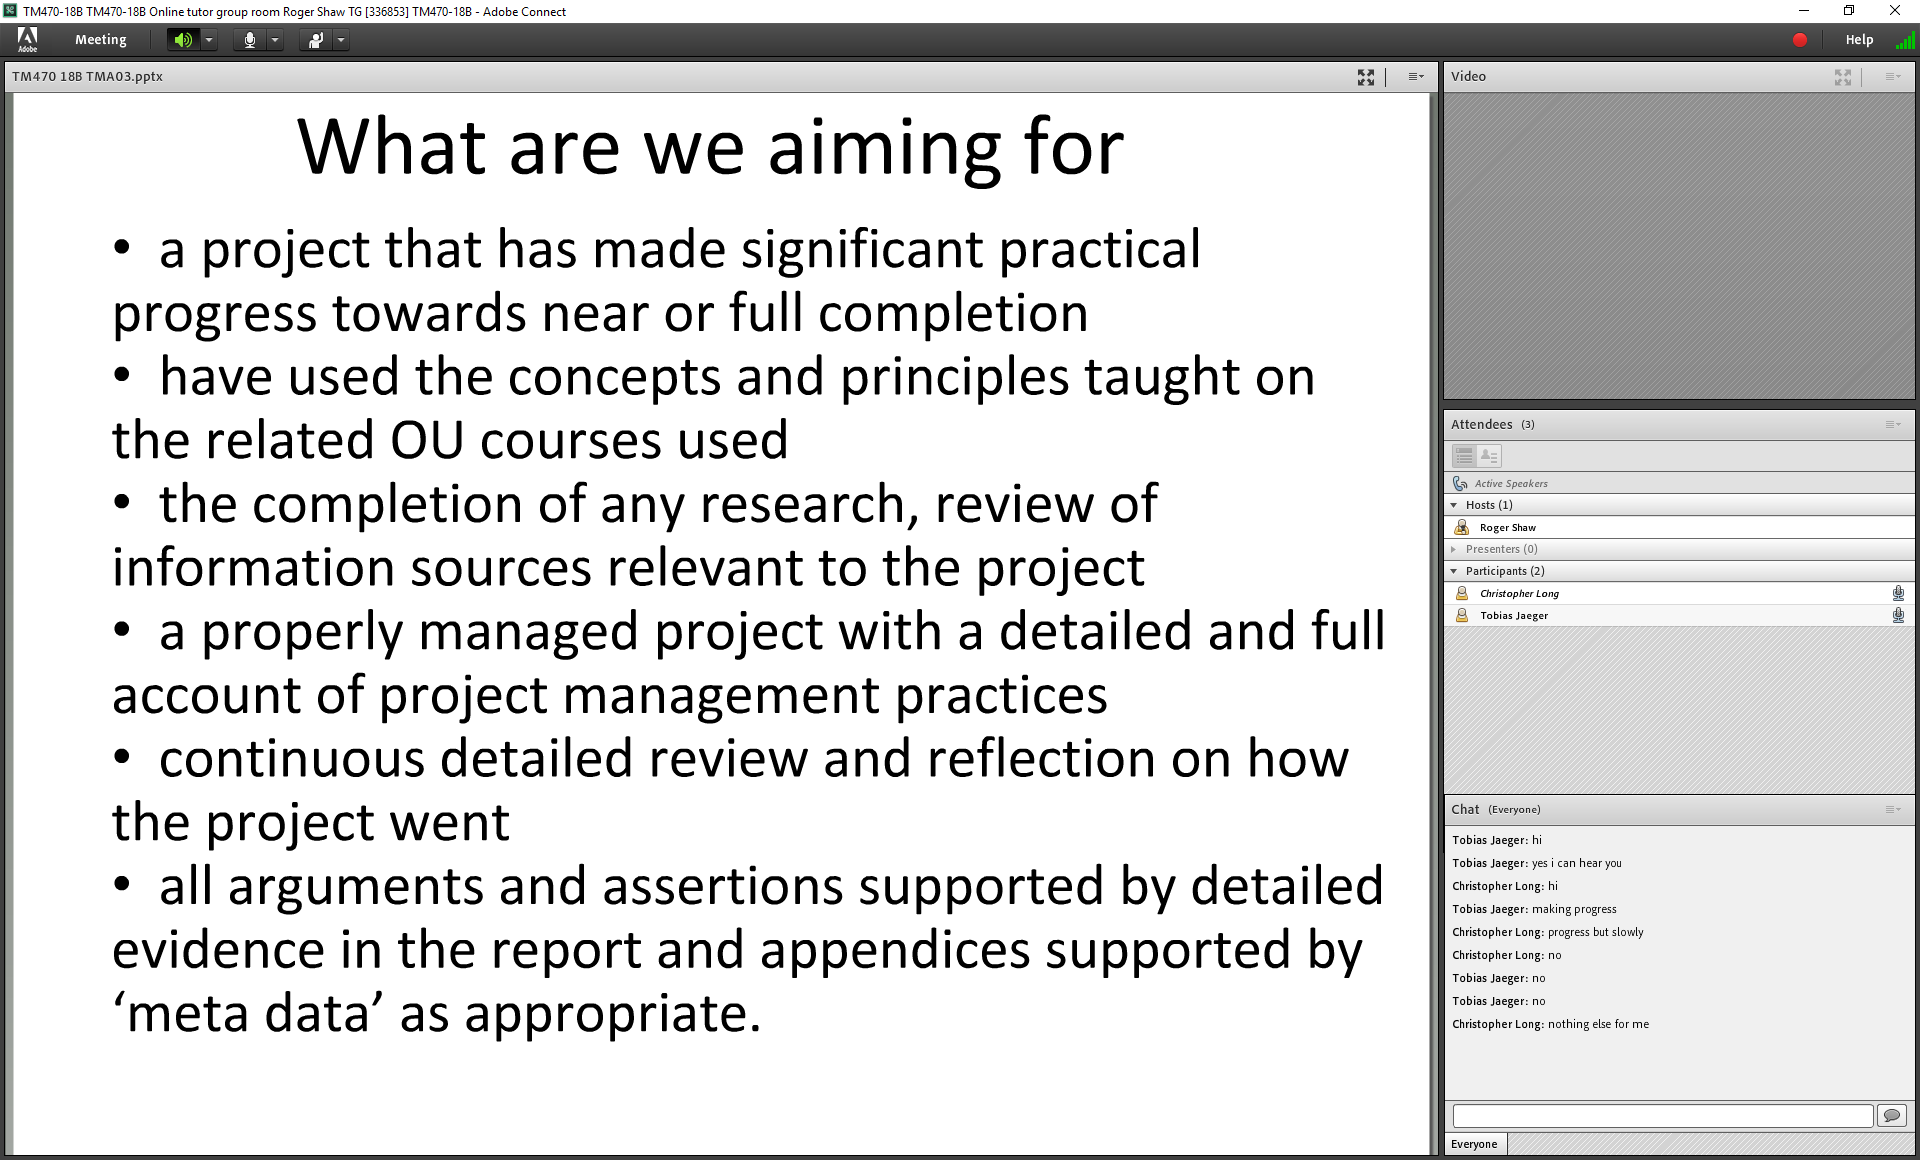 TM470-18B TM470-18B Online tutor group room Roger Shaw TG [336853] TM470-18B - Adobe Connect
Adobe
Meeting
Help
TM470 18B TMA03.pptx
What are we aiming for
• a project that has made significant practical
progress towards near or full completion
• have used the concepts and principles taught on
the related OU courses used
• the completion of any research, review of
information sources relevant to the project
• a properly managed project with a detailed and full
account of project management practices
• continuous detailed review and reflection on how
the project went
• all arguments and assertions supported by detailed
evidence in the report and appendices supported by
‘meta data’ as appropriate.
Video
Attendees (3)
Active Speakers
Hosts (1)
Roger Shaw
Presenters (0)
Participants (2)
Christopher Long
Tobias Jaeger
Chat (Everyone)
Tobias Jaeger: hi
Tobias Jaeger: yes i can hear you
Christopher Long: hi
Tobias Jaeger: making progress
Christopher Long: progress but slowly
Christopher Long: no
Tobias Jaeger: no
Tobias Jaeger: no
Christopher Long: nothing else for me
Everyone